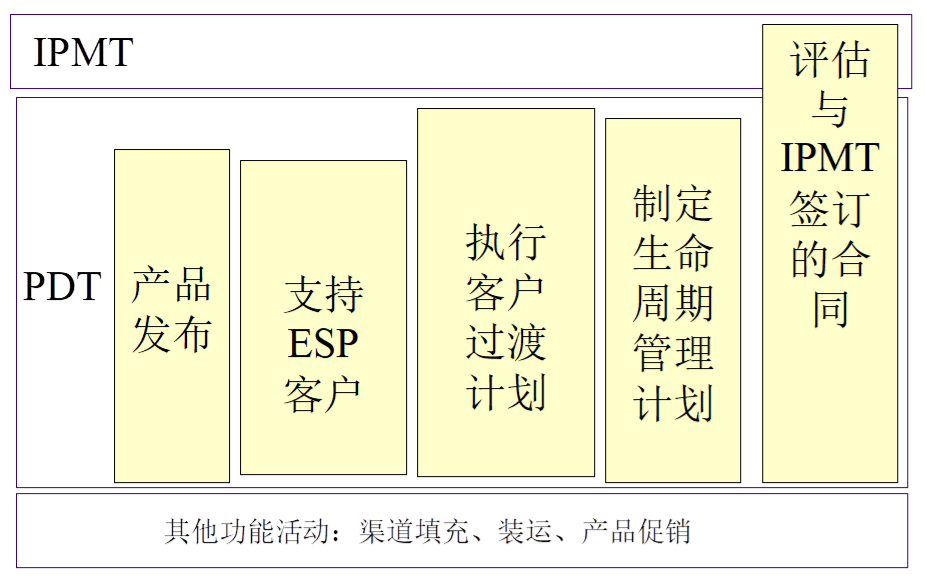 IPMT
PDT
产品
发布
支持
ESP
客户
执行
客户
过渡
计划
制定
生命
周期
管理
计划
评估
与
IPMT
签订
的合
同
其他功能活动：渠道填充、装运、产品促销